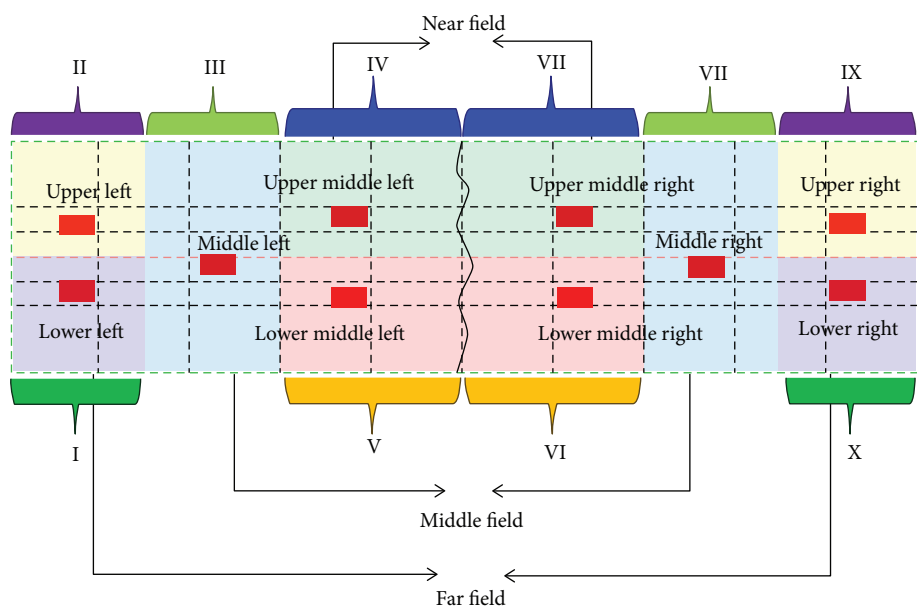 Near field
II
III
IV
VII
VII
IX
Upper left
Upper middle left
Upper middle right
Upper right
Middle left
Middle right
Lower left
Lower middle left
Lower middle right
Lower right
I
V
VI
X
Middle field
Far field